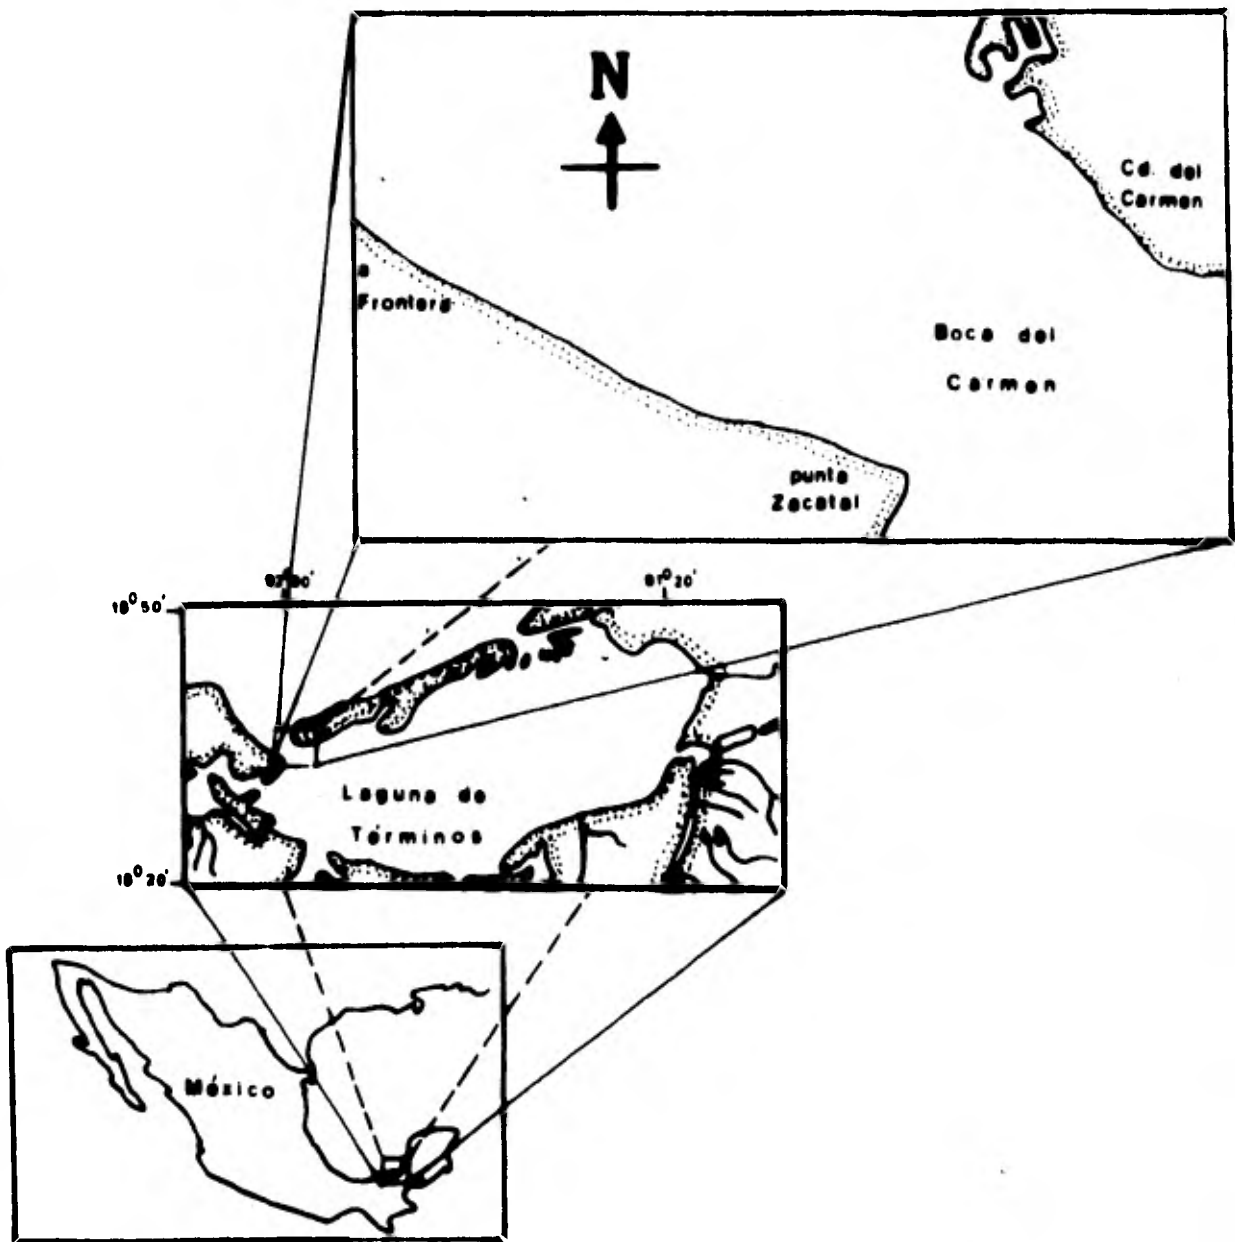 N
Cd. del
Carmen
a
Frontera
Boca del
Carmen
punta
Zacatal
91° 20'
18° 50'
Laguna de
Términos
18° 20'
México